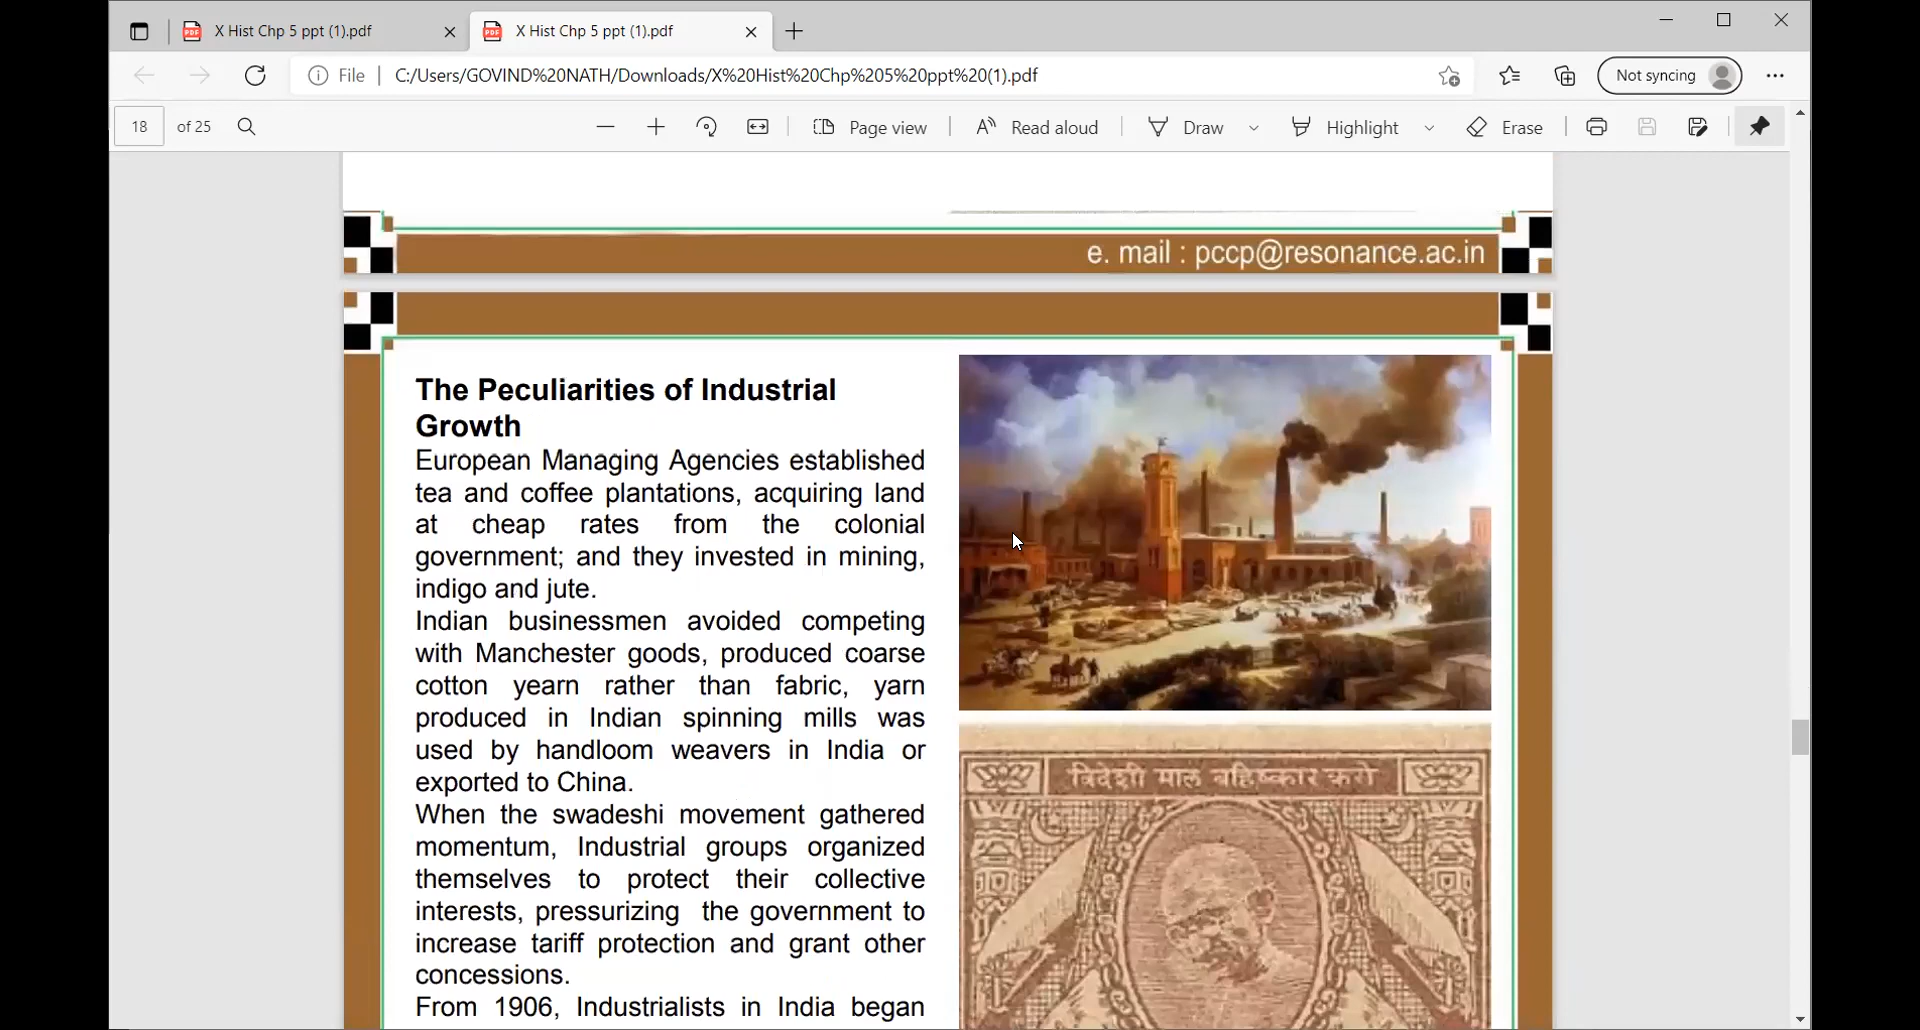 X Hist Chp 5 ppt (1).pdf
X Hist Chp 5 ppt (1).pdf
File
C:/Users/GOVIND%20NATH/Downloads/X%20Hist%20Chp%205%20ppt%20(1).pdf
Not syncing
18
of 25
Page view
Read aloud
Draw
Highlight
Erase
e. mail : pccp@resonance.ac.in
The Peculiarities of Industrial
Growth
European Managing Agencies established
tea and coffee plantations, acquiring land
at cheap rates from the colonial
government; and they invested in mining,
indigo and jute.
Indian businessmen avoided competing
with Manchester goods, produced coarse
cotton yearn rather than fabric, yarn
produced in Indian spinning mills was
used by handloom weavers in India or
exported to China.
When the swadeshi movement gathered
momentum, Industrial groups organized
themselves to protect their collective
interests, pressurizing the government to
increase tariff protection and grant other
concessions.
From 1906, Industrialists in India began
विदेशी माल बहिष्कार करो